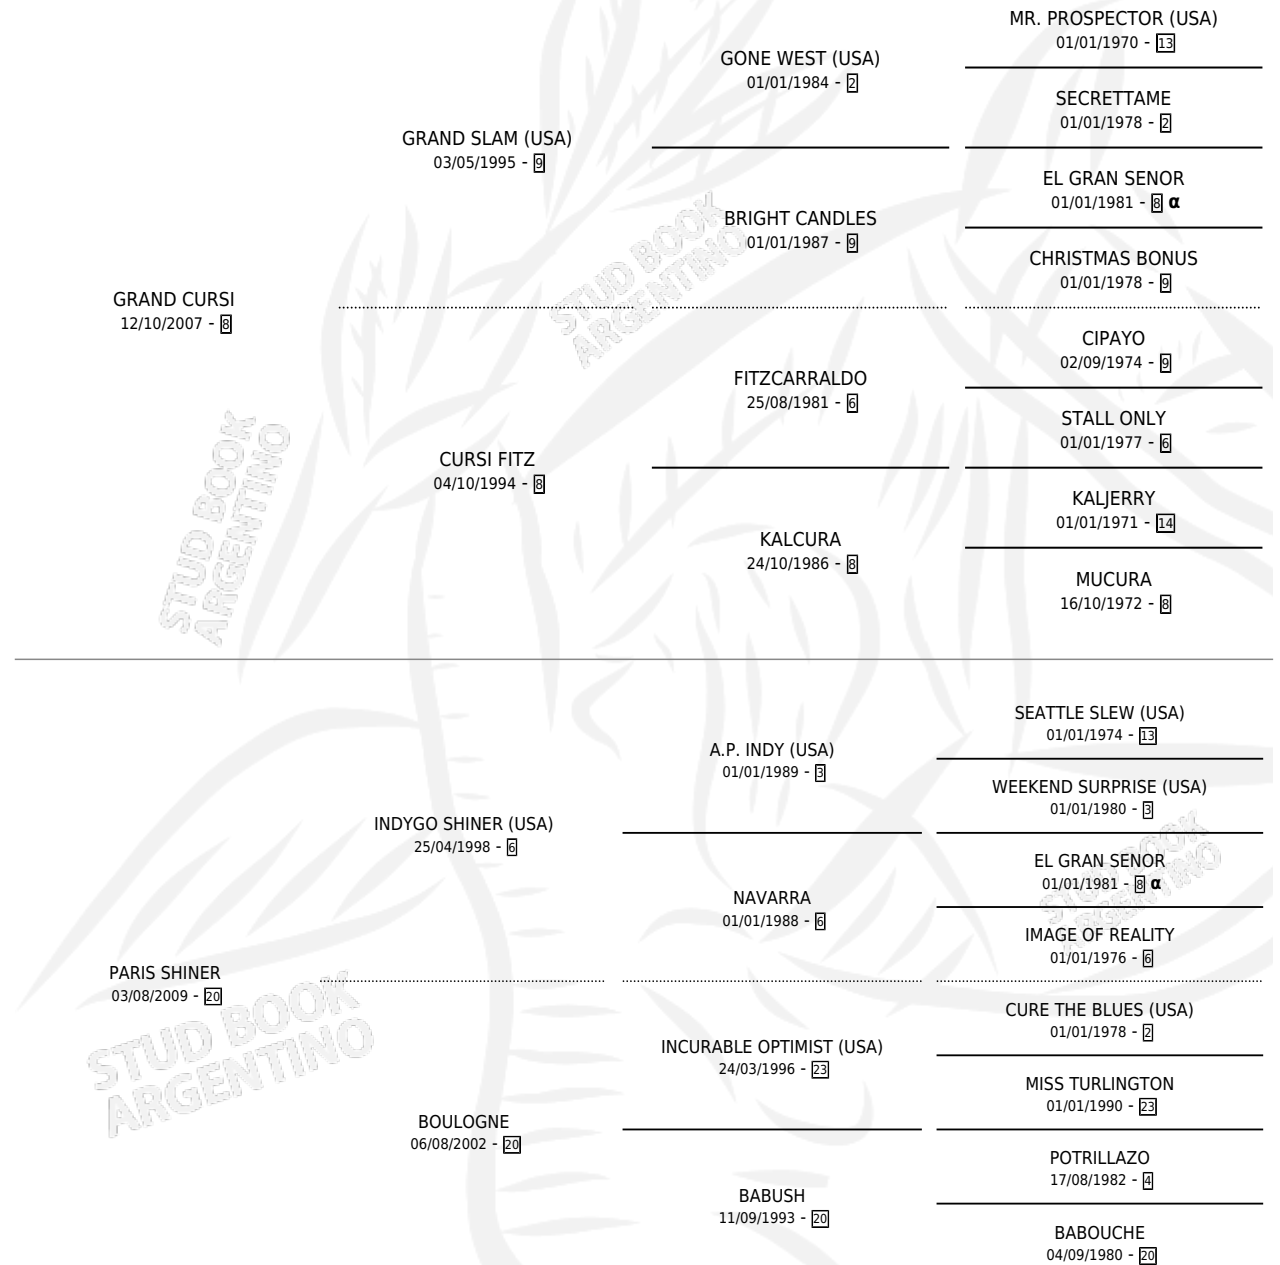 MR. PROSPECTOR (USA)
01/01/1970 - 13
GONE WEST (USA)
01/01/1984 - 2
SECRETTAME
01/01/1978 - 2
GRAND SLAM (USA)
03/05/1995 - 9
EL GRAN SENOR
01/01/1981 - 8 α
BRIGHT CANDLES
01/01/1987 - 9
CHRISTMAS BONUS
01/01/1978 - 9
GRAND CURSI
12/10/2007 - 8
CIPAYO
02/09/1974 - 9
FITZCARRALDO
25/08/1981 - 6
STALL ONLY
01/01/1977 - 6
CURSI FITZ
04/10/1994 - 8
KALJERRY
01/01/1971 - 14
KALCURA
24/10/1986 - 8
MUCURA
16/10/1972 - 8
SEATTLE SLEW (USA)
01/01/1974 - 13
A.P. INDY (USA)
01/01/1989 - 3
WEEKEND SURPRISE (USA)
01/01/1980 - 3
INDYGO SHINER (USA)
25/04/1998 - 6
EL GRAN SENOR
01/01/1981 - 8 α
NAVARRA
01/01/1988 - 6
IMAGE OF REALITY
01/01/1976 - 6
PARIS SHINER
03/08/2009 - 20
CURE THE BLUES (USA)
01/01/1978 - 2
INCURABLE OPTIMIST (USA)
24/03/1996 - 23
MISS TURLINGTON
01/01/1990 - 23
BOULOGNE
06/08/2002 - 20
POTRILLAZO
17/08/1982 - 4
BABUSH
11/09/1993 - 20
BABOUCHE
04/09/1980 - 20
STUD BOOK
ARGENTINO
STUD BOOK
ARGENTINO
STUD BOOK
ARGENTINO
STUD BOOK
ARGENTINO